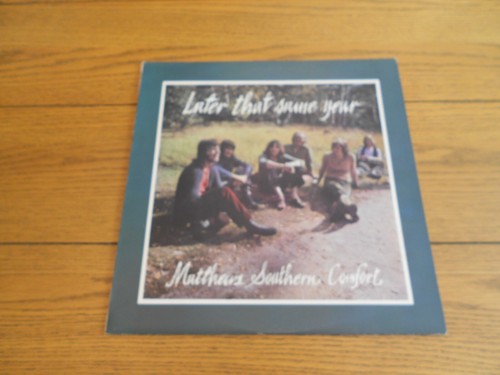 Later that same year
Matthews Southern Comfort